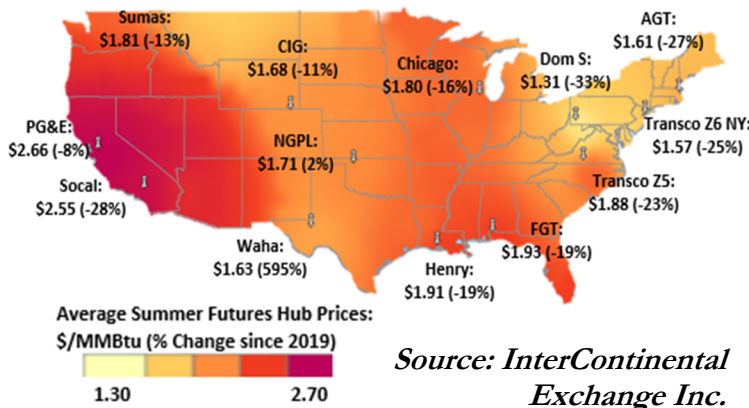 Sumas:
$1.81 (-13%)
AGT:
$1.61 (-27%)
CIG:
$1.68 (-11%)
Chicago:
$1.80 (-16%)
Dom S:
$1.31 (-33%)
PG&E:
$2.66 (-8%)
NGPL:
$1.71 (2%)
Transco Z6 NY:
$1.57 (-25%)
Socal:
$2.55 (-28%)
Transco Z5:
$1.88 (-23%)
Waha:
$1.63 (595%)
FGT:
$1.93 (-19%)
Henry:
$1.91 (-19%)
Average Summer Futures Hub Prices:
$/MMBtu (% Change since 2019)
1.30 2.70
Source: InterContinental
Exchange Inc.